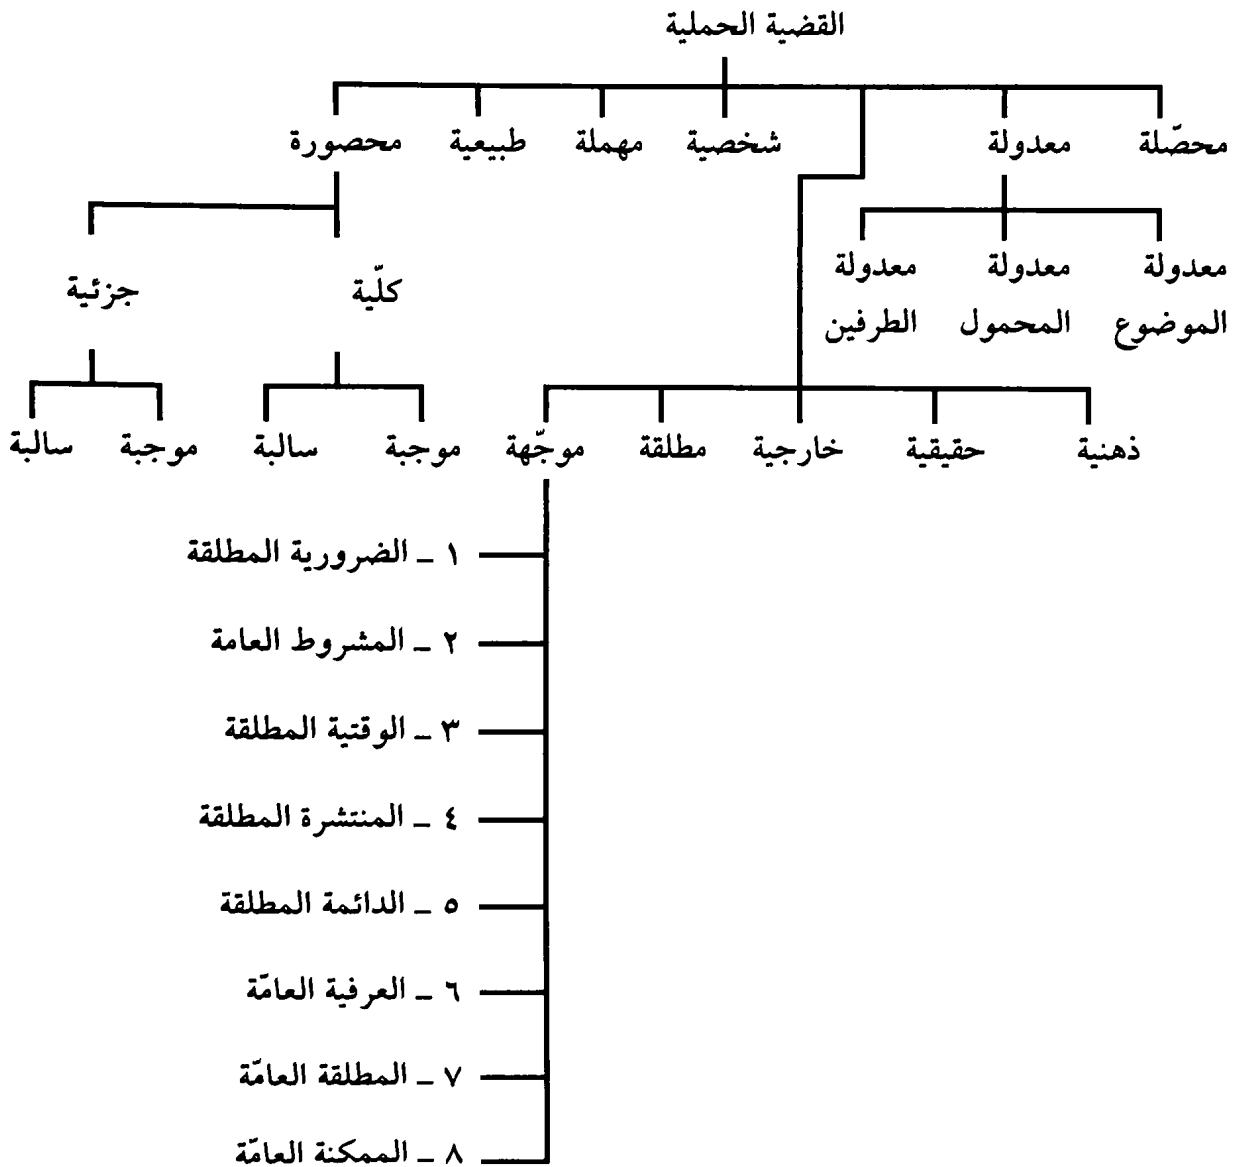 القضية الحملية
محصّلة معدولة شخصية مهملة طبيعية محصورة
معدولة الموضوع
معدولة المحمول
معدولة الطرفين
كلّية جزئية
ذهنية حقيقية خارجية مطلقة موجّهة موجبة سالبة موجبة سالبة
١ ـ الضرورية المطلقة
٢ ـ المشروط العامة
٣ ـ الوقتية المطلقة
٤ ـ المنتشرة المطلقة
٥ ـ الدائمة المطلقة
٦ ـ العرفية العامّة
٧ ـ المطلقة العامّة
٨ ـ الممكنة العامّة